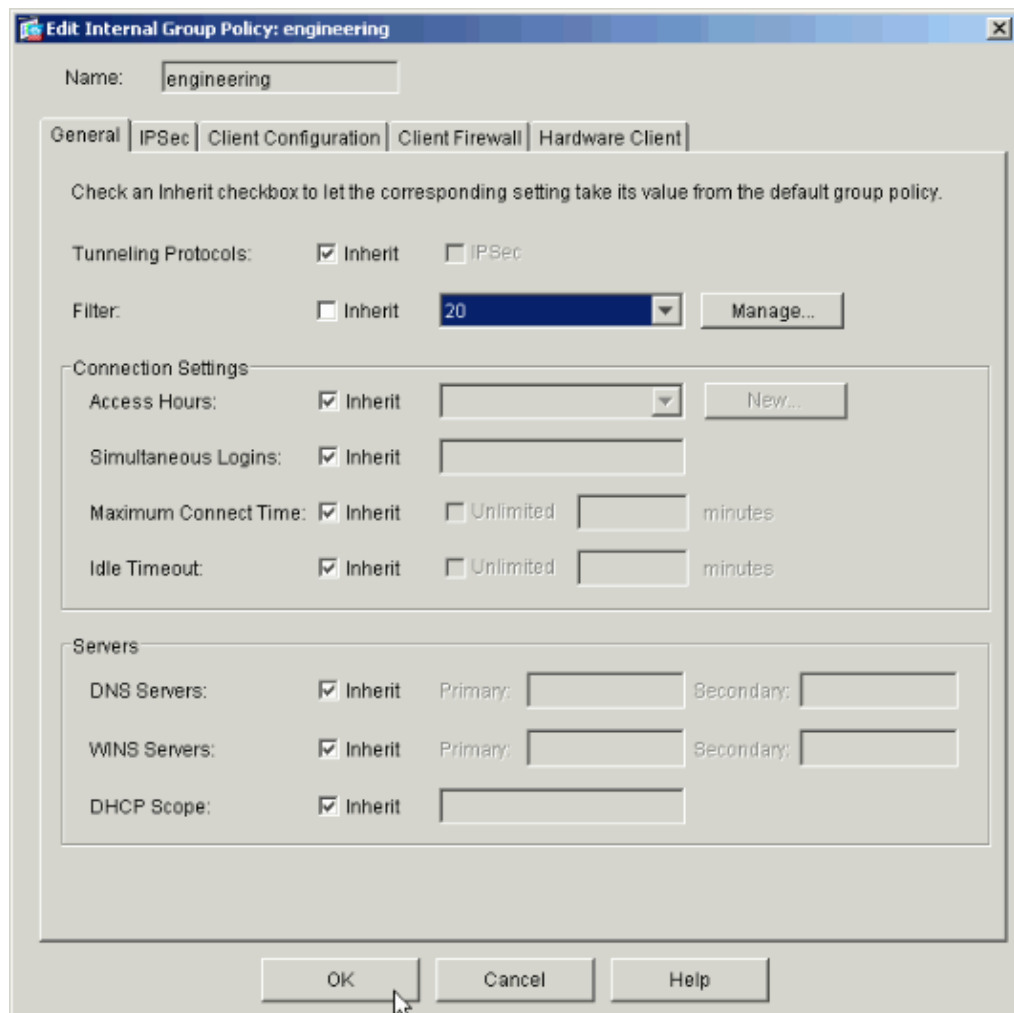 Edit Internal Group Policy: engineering
Name: engineering
General IPSec Client Configuration Client Firewall Hardware Client
Check an Inherit checkbox to let the corresponding setting take its value from the default group policy.
Tunneling Protocols: Inherit IPSec
Filter: Inherit 20 Manage...
Connection Settings
Access Hours: Inherit New...
Simultaneous Logins: Inherit
Maximum Connect Time: Inherit Unlimited minutes
Idle Timeout: Inherit Unlimited minutes
Servers
DNS Servers: Inherit Primary: Secondary:
WINS Servers: Inherit Primary: Secondary:
DHCP Scope: Inherit
OK Cancel Help